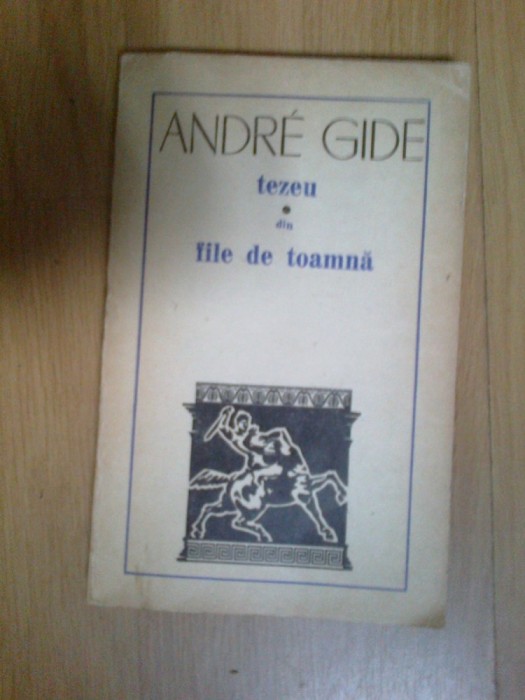 ANDRÉ GIDE
tezeu
din
file de toamnă